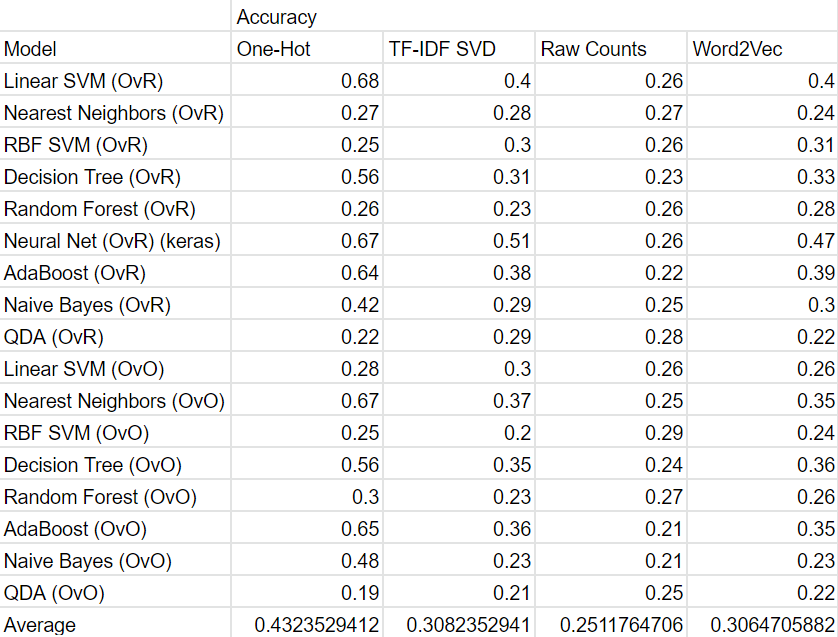 Accuracy
Model One-Hot TF-IDF SVD Raw Counts Word2Vec
Linear SVM (OvR) 0.68 0.4 0.26 0.4
Nearest Neighbors (OvR) 0.27 0.28 0.27 0.24
RBF SVM (OvR) 0.25 0.3 0.26 0.31
Decision Tree (OvR) 0.56 0.31 0.23 0.33
Random Forest (OvR) 0.26 0.23 0.26 0.28
Neural Net (OvR) (keras) 0.67 0.51 0.26 0.47
AdaBoost (OvR) 0.64 0.38 0.22 0.39
Naive Bayes (OvR) 0.42 0.29 0.25 0.3
QDA (OvR) 0.22 0.29 0.28 0.22
Linear SVM (OvO) 0.28 0.3 0.26 0.26
Nearest Neighbors (OvO) 0.67 0.37 0.25 0.35
RBF SVM (OvO) 0.25 0.2 0.29 0.24
Decision Tree (OvO) 0.56 0.35 0.24 0.36
Random Forest (OvO) 0.3 0.23 0.27 0.26
AdaBoost (OvO) 0.65 0.36 0.21 0.35
Naive Bayes (OvO) 0.48 0.23 0.21 0.23
QDA (OvO) 0.19 0.21 0.25 0.22
Average 0.4323529412 0.3082352941 0.2511764706 0.3064705882